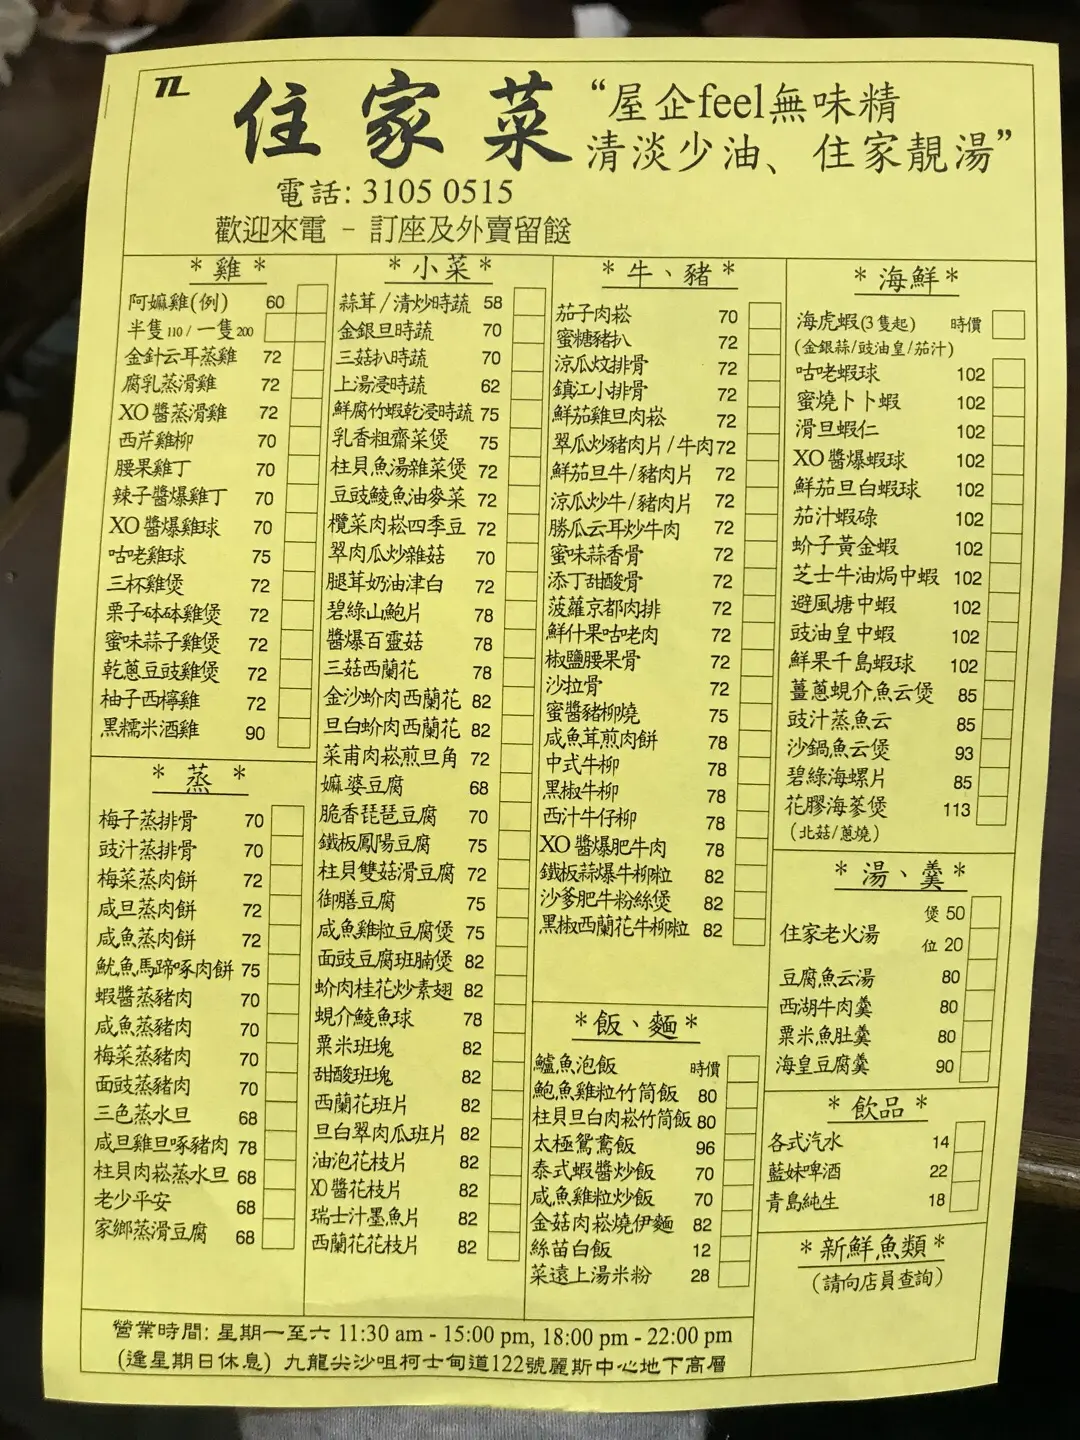 TL
住家菜
“屋企feel無味精
清淡少油、住家靚湯”
電話: 3105 0515
歡迎來電 - 訂座及外賣留餸
* 雞 *
阿嫲雞(例) 60
半隻110 / 一隻200
金針云耳蒸雞 72
腐乳蒸滑雞 72
XO 醬蒸滑雞 72
西芹雞柳 70
腰果雞丁 70
辣子醬爆雞丁 70
XO 醬爆雞球 70
咕咾雞球 75
三杯雞煲 72
栗子砵砵雞煲 72
蜜味蒜子雞煲 72
乾蔥豆豉雞煲 72
柚子西檸雞 72
黑糯米酒雞 90
* 蒸 *
梅子蒸排骨 70
豉汁蒸排骨 70
梅菜蒸肉餅 72
咸旦蒸肉餅 72
咸魚蒸肉餅 72
魷魚馬蹄啄肉餅 75
蝦醬蒸豬肉 70
咸魚蒸豬肉 70
梅菜蒸豬肉 70
面豉蒸豬肉 70
三色蒸水旦 68
咸旦雞旦啄豬肉 78
柱貝肉崧蒸水旦 68
老少平安 68
家鄉蒸滑豆腐 68
* 小菜 *
蒜茸/清炒時蔬 58
金銀旦時蔬 70
三菇扒時蔬 70
上湯浸時蔬 62
鮮腐竹蝦乾浸時蔬 75
乳香粗齋菜煲 75
柱貝魚湯雜菜煲 72
豆豉鯪魚油麥菜 72
欖菜肉崧四季豆 72
翠肉瓜炒雜菇 70
腿茸奶油津白 72
碧綠山鮑片 78
醬爆百靈菇 78
三菇西蘭花 78
金沙蚧肉西蘭花 82
旦白蚧肉西蘭花 82
菜甫肉崧煎旦角 72
嫲婆豆腐 68
脆香琵琶豆腐 70
鐵板鳳陽豆腐 75
柱貝雙菇滑豆腐 72
御膳豆腐 75
咸魚雞粒豆腐煲 75
面豉豆腐班腩煲 82
蚧肉桂花炒素翅 82
蜆介鯪魚球 78
粟米班塊 82
甜酸班塊 82
西蘭花班片 82
旦白翠肉瓜班片 82
油泡花枝片 82
XO 醬花枝片 82
瑞士汁墨魚片 82
西蘭花花枝片 82
* 牛、豬 *
茄子肉崧 70
蜜糖豬扒 72
涼瓜炆排骨 72
鎮江小排骨 72
鮮茄雞旦肉崧 72
翠瓜炒豬肉片/牛肉 72
鮮茄旦牛/豬肉片 72
涼瓜炒牛/豬肉片 72
勝瓜云耳炒牛肉 72
蜜味蒜香骨 72
添丁甜酸骨 72
菠蘿京都肉排 72
鮮什果咕咾肉 72
椒鹽腰果骨 72
沙拉骨 72
蜜醬豬柳燒 75
咸魚茸煎肉餅 78
中式牛柳 78
黑椒牛柳 78
西汁牛仔柳 78
XO 醬爆肥牛肉 78
鐵板蒜爆牛柳粒 82
沙爹肥牛粉絲煲 82
黑椒西蘭花牛柳粒 82
* 飯、麵 *
鱸魚泡飯 時價
鮑魚雞粒竹筒飯 80
柱貝旦白肉崧竹筒飯 80
太極鴛鴦飯 96
泰式蝦醬炒飯 70
咸魚雞粒炒飯 70
金菇肉崧燒伊麵 82
絲苗白飯 12
菜遠上湯米粉 28
* 海鮮 *
海虎蝦(3隻起) 時價
(金銀蒜/豉油皇/茄汁)
咕咾蝦球 102
蜜燒卜卜蝦 102
滑旦蝦仁 102
XO 醬爆蝦球 102
鮮茄旦白蝦球 102
茄汁蝦碌 102
蚧子黃金蝦 102
芝士牛油焗中蝦 102
避風塘中蝦 102
豉油皇中蝦 102
鮮果千島蝦球 102
薑蔥蜆介魚云煲 85
豉汁蒸魚云 85
沙鍋魚云煲 93
碧綠海螺片 85
花膠海蔘煲 113
(北菇/蔥燒)
* 湯、羹 *
住家老火湯 煲 50
位 20
豆腐魚云湯 80
西湖牛肉羹 80
粟米魚肚羹 80
海皇豆腐羹 90
* 飲品 *
各式汽水 14
藍妹啤酒 22
青島純生 18
* 新鮮魚類 *
(請向店員查詢)
營業時間: 星期一至六 11:30 am - 15:00 pm, 18:00 pm - 22:00 pm
(逢星期日休息) 九龍尖沙咀柯士甸道122號麗斯中心地下高層